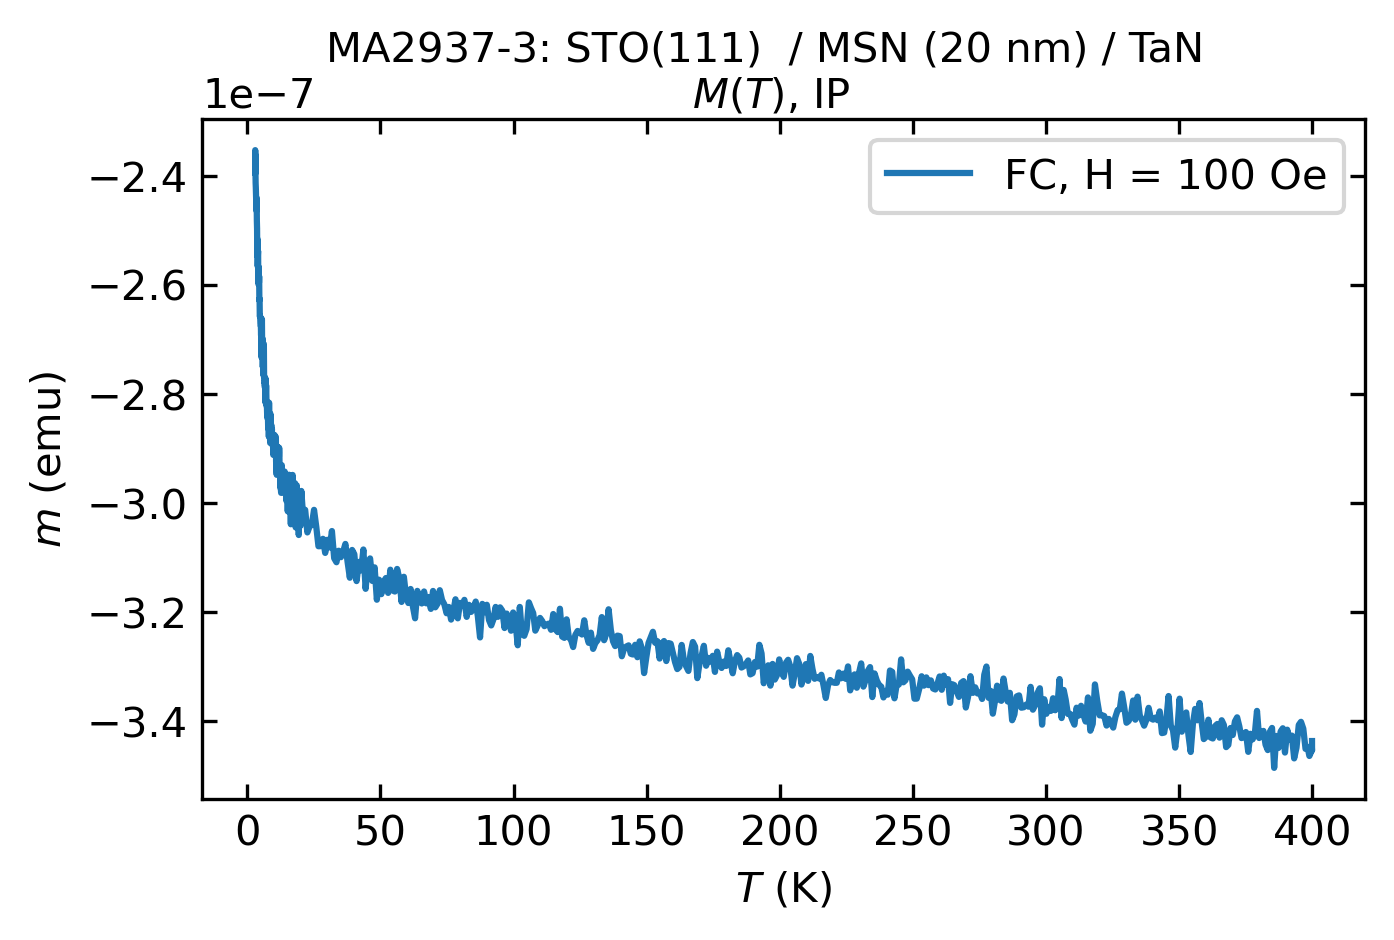 MA2937-3: STO(111)  / MSN (20 nm) / TaN
M(T), IP
1e−7
FC, H = 100 Oe
−2.4
−2.6
−2.8
−3.0
−3.2
−3.4
m (emu)
0 50 100 150 200 250 300 350 400
T (K)